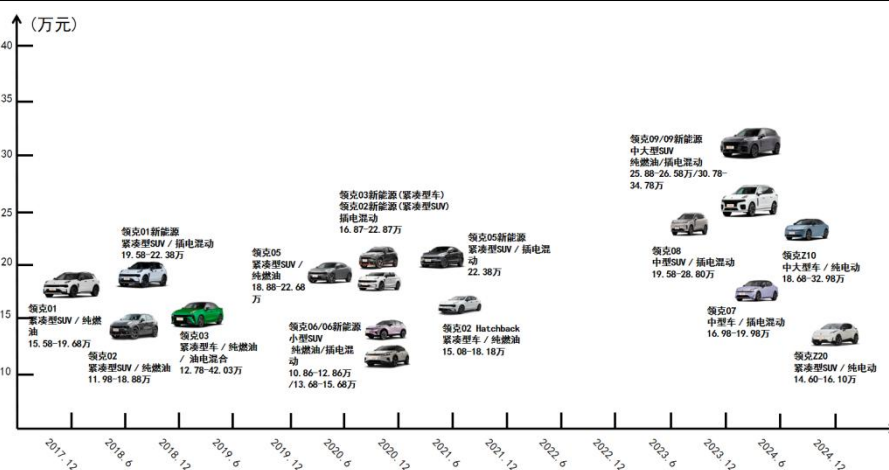 (万元)
40
35
30
25
20
15
10
领克01
紧凑型SUV / 纯燃
油
15.58-19.68万
领克01新能源
紧凑型SUV / 插电混动
19.58-22.38万
领克02
紧凑型SUV / 纯燃油
11.98-18.88万
领克03
紧凑型车 / 纯燃油
/ 油电混合
12.78-42.03万
领克05
紧凑型SUV /
纯燃油
18.88-22.68
万
领克03新能源(紧凑型车)
领克02新能源(紧凑型SUV)
插电混动
16.87-22.87万
领克06/06新能源
小型SUV
纯燃油/插电混
动
10.86-12.86万
/13.68-15.68万
领克05新能源
紧凑型SUV / 插电混
动
22.38万
领克02 Hatchback
紧凑型车 / 纯燃油
15.08-18.18万
领克09/09新能源
中大型SUV
纯燃油/插电混动
25.88-26.58万/30.78-
34.78万
领克08
中型SUV / 插电混动
19.58-28.80万
领克Z10
中大型车 / 纯电动
18.68-32.98万
领克07
中型车 / 插电混动
16.98-19.98万
领克Z20
紧凑型SUV / 纯电动
14.60-16.10万
2017.12
2018.6
2018.12
2019.6
2019.12
2020.6
2020.12
2021.6
2021.12
2022.6
2022.12
2023.6
2023.12
2024.6
2024.12